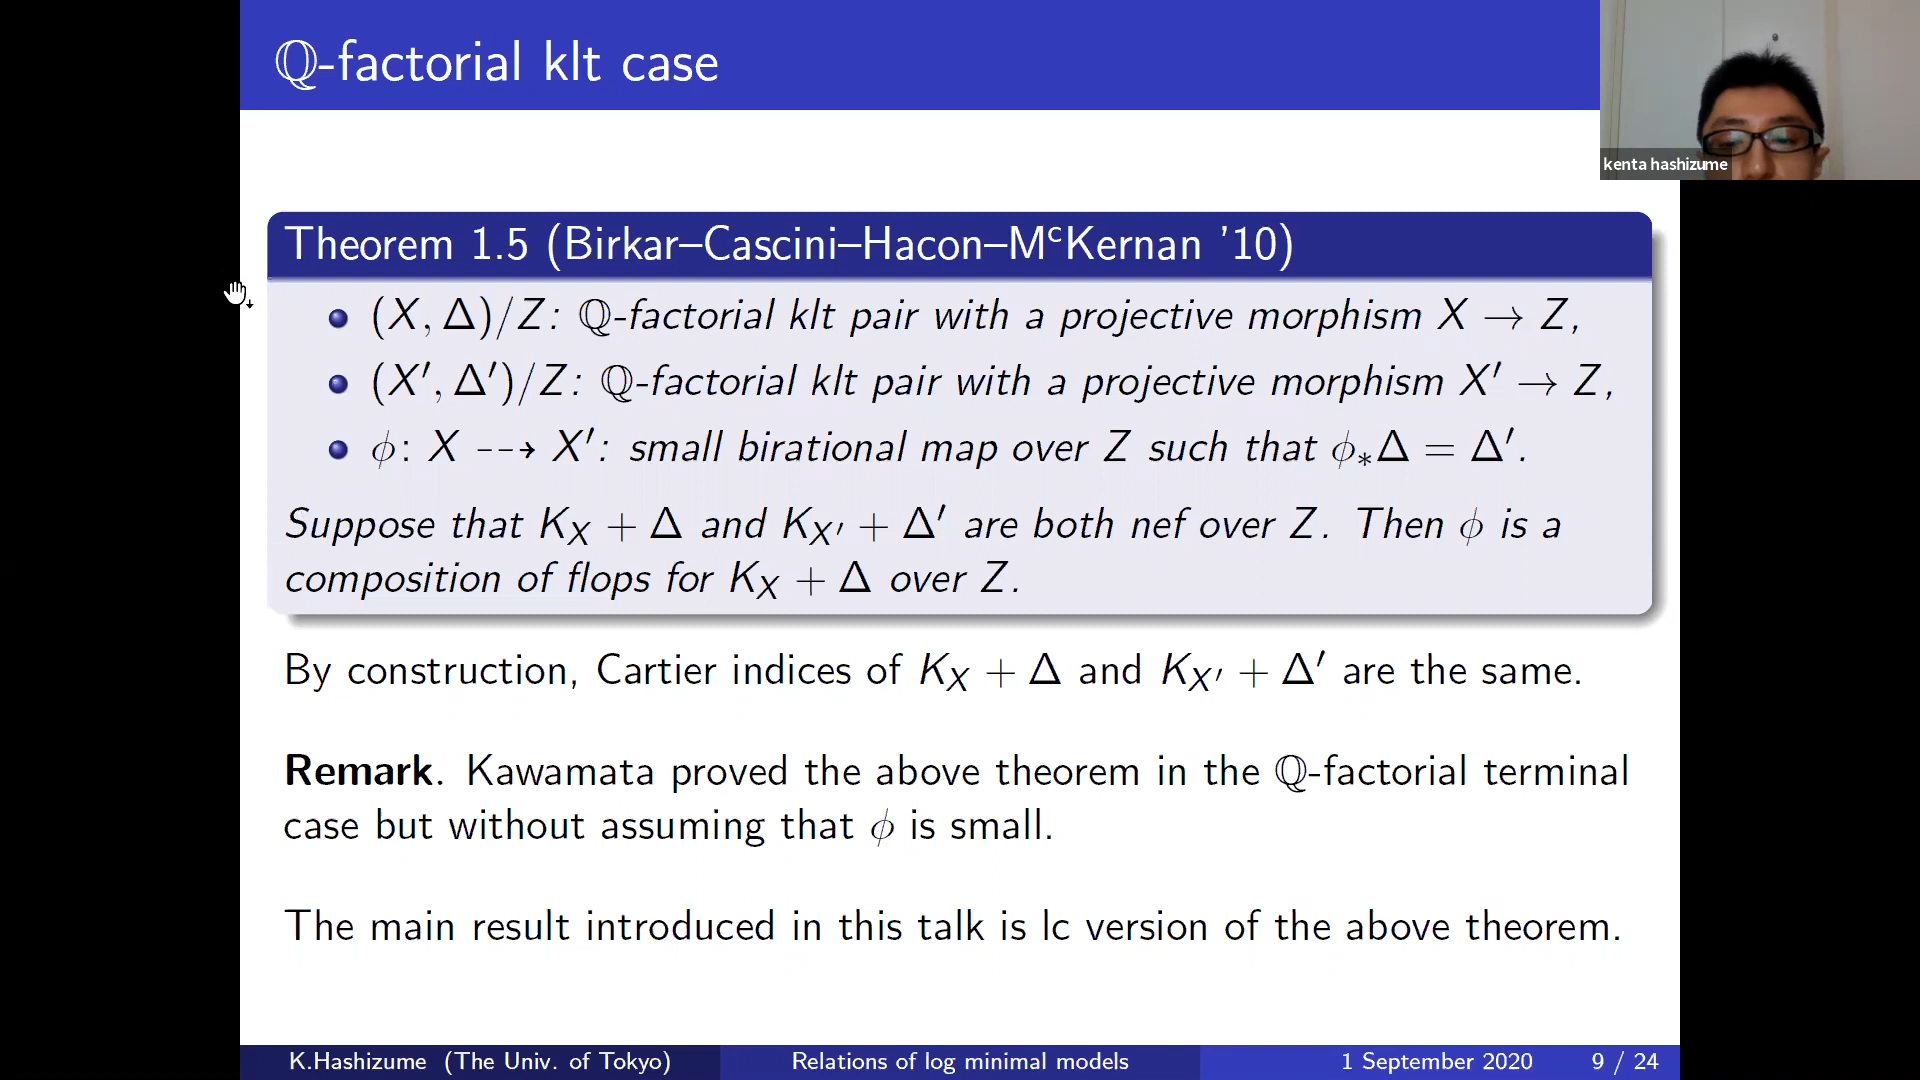 ℚ-factorial klt case
kenta hashizume
Theorem 1.5 (Birkar–Cascini–Hacon–MᶜKernan ’10)
(X, Δ)/Z: ℚ-factorial klt pair with a projective morphism X → Z,
(X′, Δ′)/Z: ℚ-factorial klt pair with a projective morphism X′ → Z,
ϕ: X ⇢ X′: small birational map over Z such that ϕ_*Δ = Δ′.
Suppose that K_X + Δ and K_{X′} + Δ′ are both nef over Z. Then ϕ is a
composition of flops for K_X + Δ over Z.
By construction, Cartier indices of K_X + Δ and K_{X′} + Δ′ are the same.
Remark. Kawamata proved the above theorem in the ℚ-factorial terminal
case but without assuming that ϕ is small.
The main result introduced in this talk is lc version of the above theorem.
K.Hashizume (The Univ. of Tokyo) Relations of log minimal models 1 September 2020 9 / 24